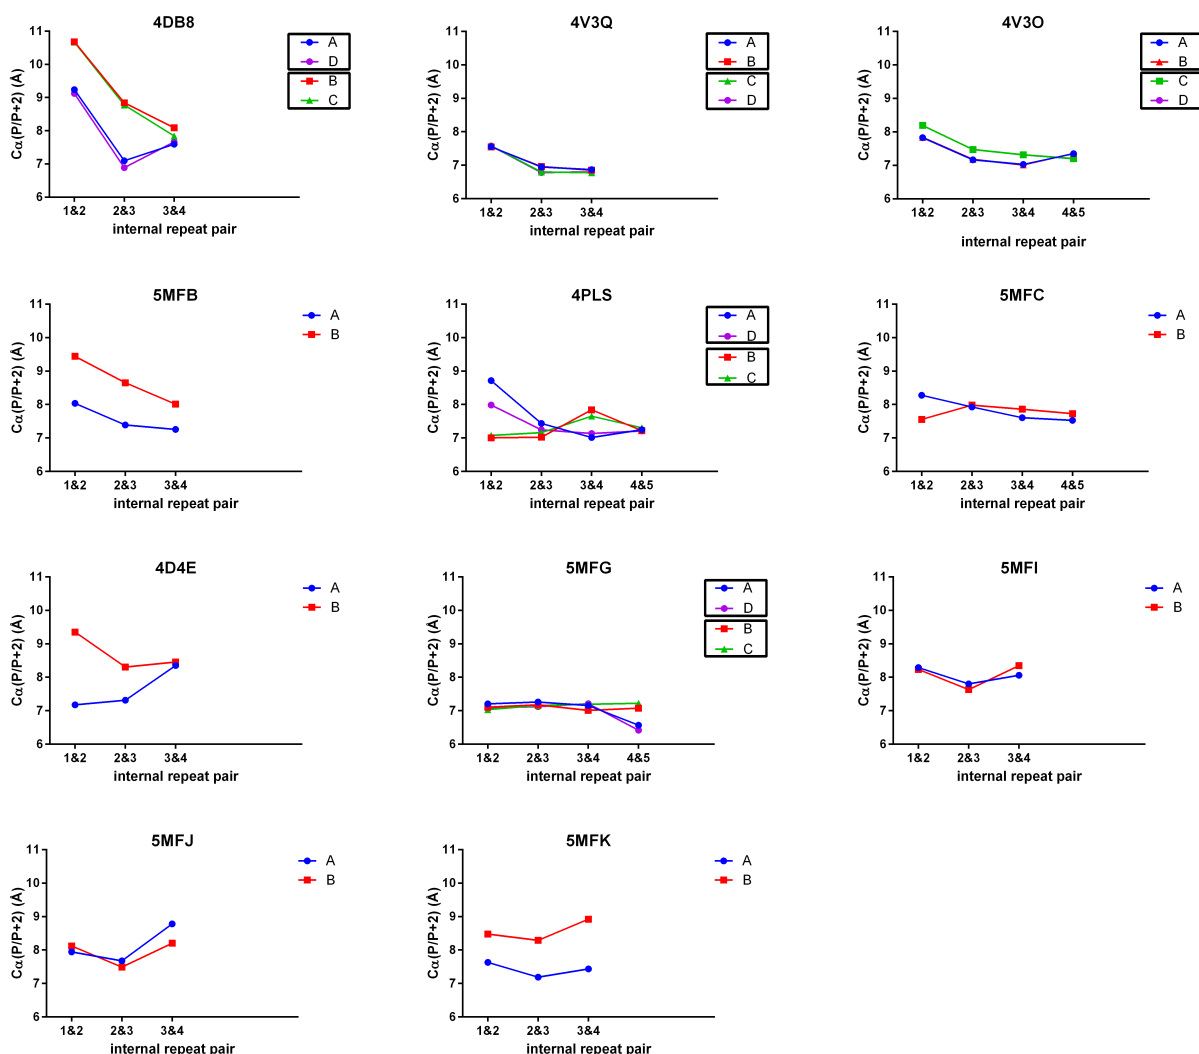 4DB8
11
10
9
8
7
6
Cα(P/P+2) (Å)
1&2 2&3 3&4
internal repeat pair
A
D
B
C
4V3Q
11
10
9
8
7
6
Cα(P/P+2) (Å)
1&2 2&3 3&4
internal repeat pair
A
B
C
D
4V3O
11
10
9
8
7
6
Cα(P/P+2) (Å)
1&2 2&3 3&4 4&5
internal repeat pair
A
B
C
D
5MFB
11
10
9
8
7
6
Cα(P/P+2) (Å)
1&2 2&3 3&4
internal repeat pair
A
B
4PLS
11
10
9
8
7
6
Cα(P/P+2) (Å)
1&2 2&3 3&4 4&5
internal repeat pair
A
D
B
C
5MFC
11
10
9
8
7
6
Cα(P/P+2) (Å)
1&2 2&3 3&4 4&5
internal repeat pair
A
B
4D4E
11
10
9
8
7
6
Cα(P/P+2) (Å)
1&2 2&3 3&4
internal repeat pair
A
B
5MFG
11
10
9
8
7
6
Cα(P/P+2) (Å)
1&2 2&3 3&4 4&5
internal repeat pair
A
D
B
C
5MFI
11
10
9
8
7
6
Cα(P/P+2) (Å)
1&2 2&3 3&4
internal repeat pair
A
B
5MFJ
11
10
9
8
7
6
Cα(P/P+2) (Å)
1&2 2&3 3&4
internal repeat pair
A
B
5MFK
11
10
9
8
7
6
Cα(P/P+2) (Å)
1&2 2&3 3&4
internal repeat pair
A
B